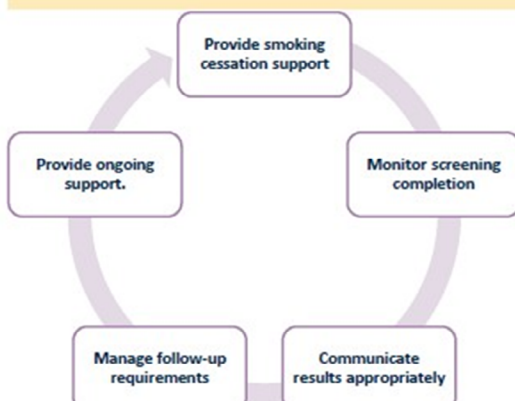 Provide smoking
cessation support
Monitor screening
completion
Communicate
results appropriately
Manage follow-up
requirements
Provide ongoing
support.